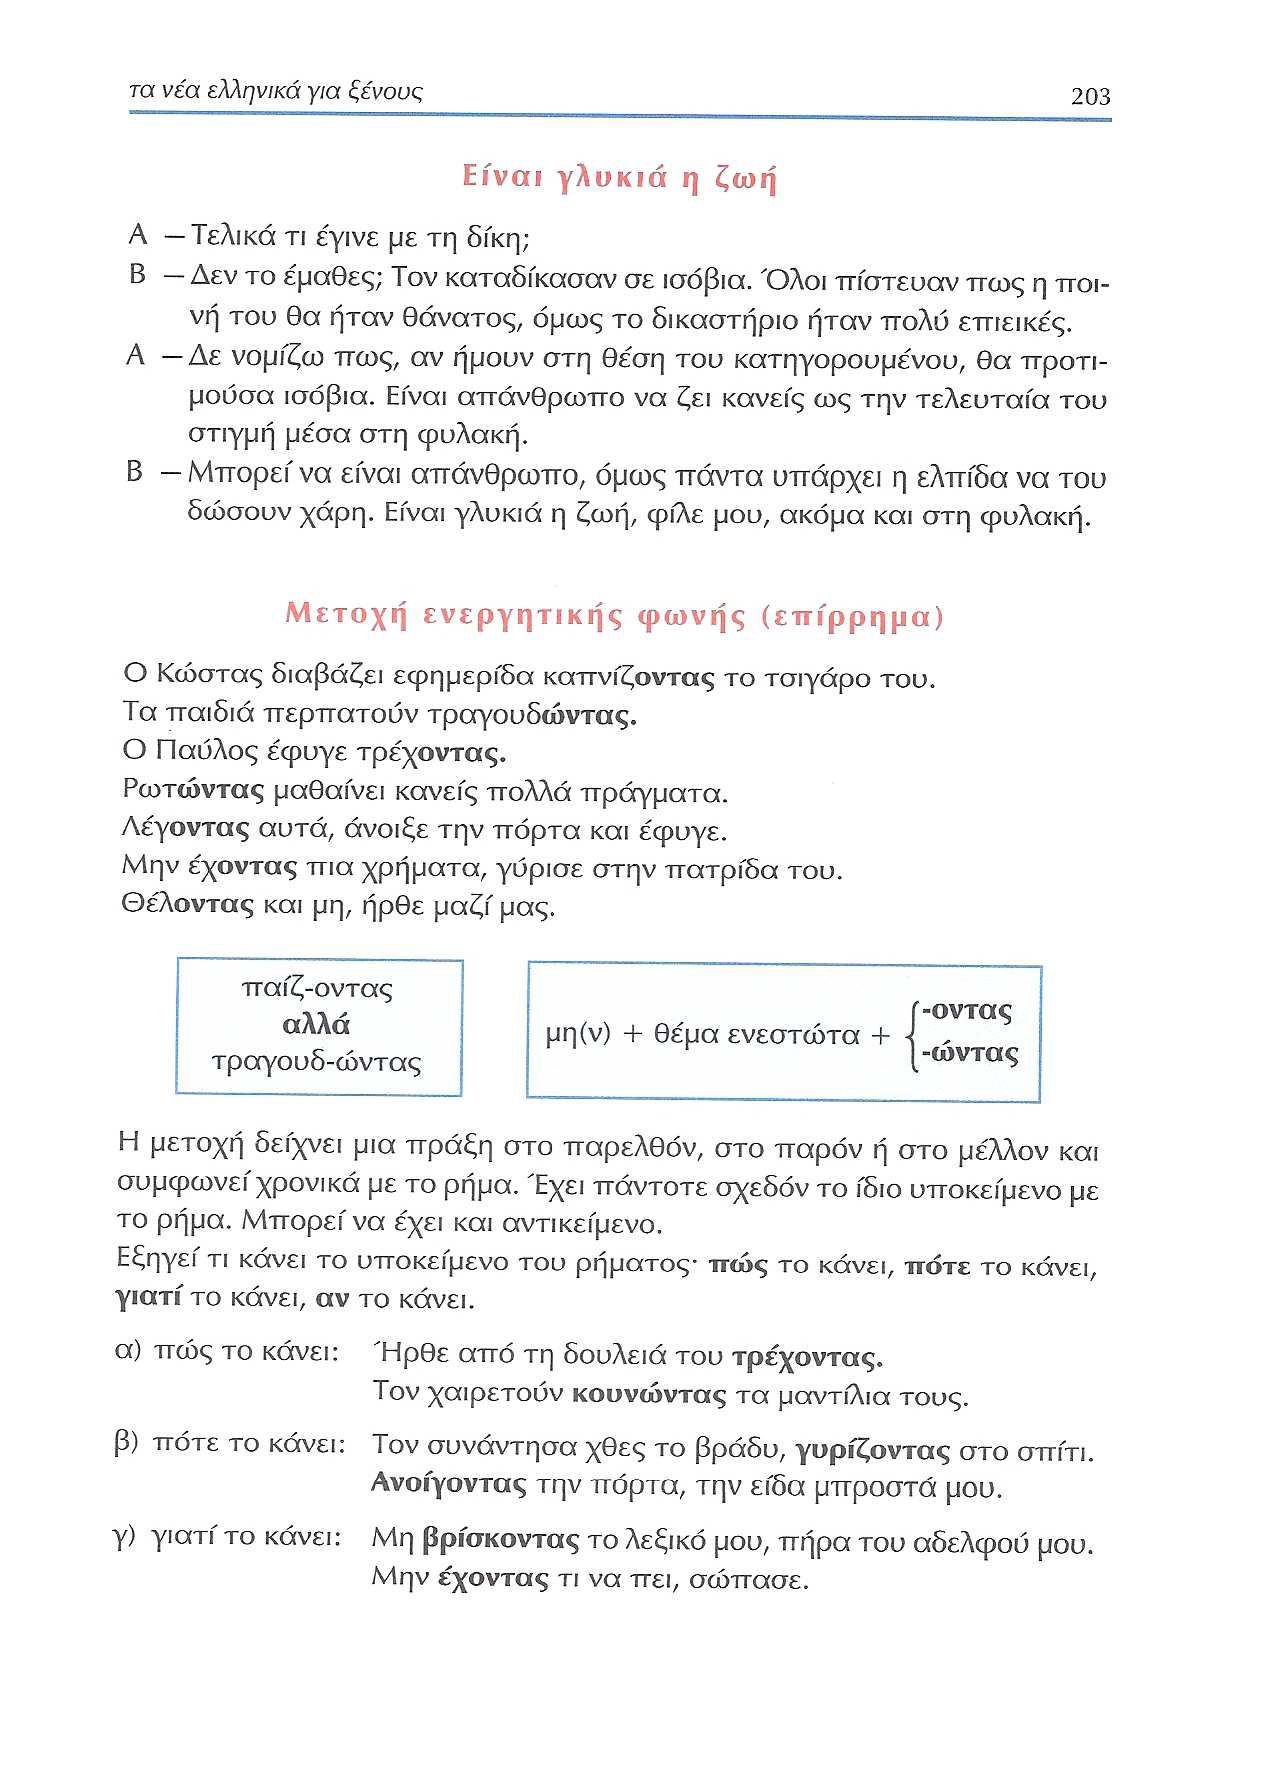 τα νέα ελληνικά για ξένους
203
Είναι γλυκιά η ζωή
Α – Τελικά τι έγινε με τη δίκη;
Β – Δεν το έμαθες; Τον καταδίκασαν σε ισόβια. Όλοι πίστευαν πως η ποι-
νή του θα ήταν θάνατος, όμως το δικαστήριο ήταν πολύ επιεικές.
Α – Δε νομίζω πως, αν ήμουν στη θέση του κατηγορουμένου, θα προτι-
μούσα ισόβια. Είναι απάνθρωπο να ζει κανείς ως την τελευταία του
στιγμή μέσα στη φυλακή.
Β – Μπορεί να είναι απάνθρωπο, όμως πάντα υπάρχει η ελπίδα να του
δώσουν χάρη. Είναι γλυκιά η ζωή, φίλε μου, ακόμα και στη φυλακή.
Μετοχή ενεργητικής φωνής (επίρρημα)
Ο Κώστας διαβάζει εφημερίδα καπνίζοντας το τσιγάρο του.
Τα παιδιά περπατούν τραγουδώντας.
Ο Παύλος έφυγε τρέχοντας.
Ρωτώντας μαθαίνει κανείς πολλά πράγματα.
Λέγοντας αυτά, άνοιξε την πόρτα και έφυγε.
Μην έχοντας πια χρήματα, γύρισε στην πατρίδα του.
Θέλοντας και μη, ήρθε μαζί μας.
παίζ-οντας
αλλά
τραγουδ-ώντας
μη(ν) + θέμα ενεστώτα + { -οντας
-ώντας
Η μετοχή δείχνει μια πράξη στο παρελθόν, στο παρόν ή στο μέλλον και
συμφωνεί χρονικά με το ρήμα. Έχει πάντοτε σχεδόν το ίδιο υποκείμενο με
το ρήμα. Μπορεί να έχει και αντικείμενο.
Εξηγεί τι κάνει το υποκείμενο του ρήματος· πώς το κάνει, πότε το κάνει,
γιατί το κάνει, αν το κάνει.
α) πώς το κάνει: Ήρθε από τη δουλειά του τρέχοντας.
Τον χαιρετούν κουνώντας τα μαντίλια τους.
β) πότε το κάνει: Τον συνάντησα χθες το βράδυ, γυρίζοντας στο σπίτι.
Ανοίγοντας την πόρτα, την είδα μπροστά μου.
γ) γιατί το κάνει: Μη βρίσκοντας το λεξικό μου, πήρα του αδελφού μου.
Μην έχοντας τι να πει, σώπασε.